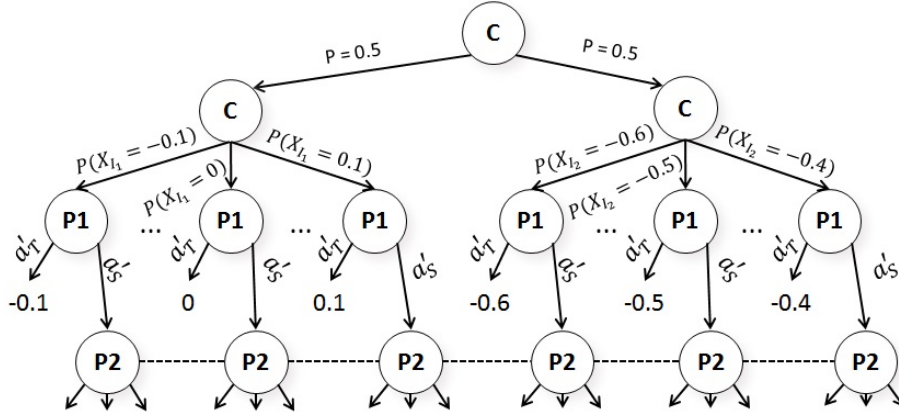 C
P = 0.5 P = 0.5
C C
P(X_{I_1} = −0.1) P(X_{I_1} = 0) P(X_{I_1} = 0.1) P(X_{I_2} = −0.6) P(X_{I_2} = −0.5) P(X_{I_2} = −0.4)
P1 ... P1 ... P1 P1 ... P1 ... P1
a'_T a'_S a'_T a'_S a'_T a'_S a'_T a'_S a'_T a'_S a'_T a'_S
-0.1 0 0.1 -0.6 -0.5 -0.4
P2 P2 P2 P2 P2 P2